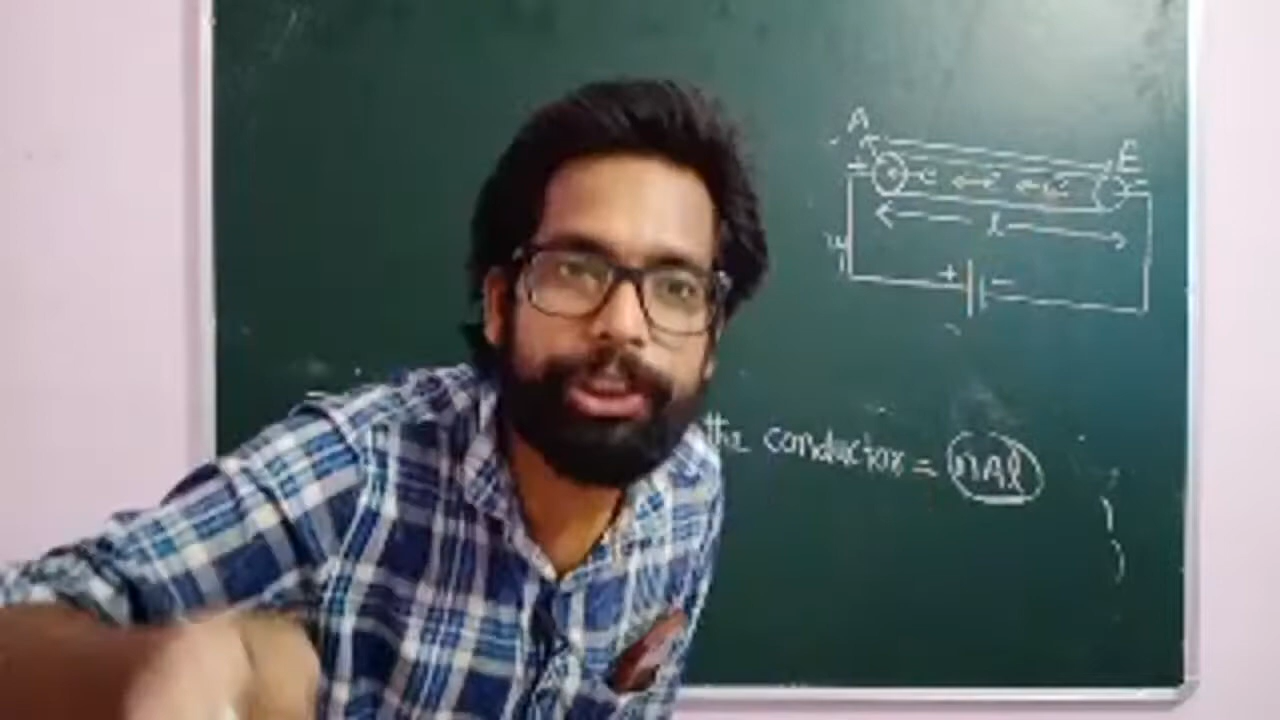 A E
+ e e e -
l
+ -
the conductor = nAl